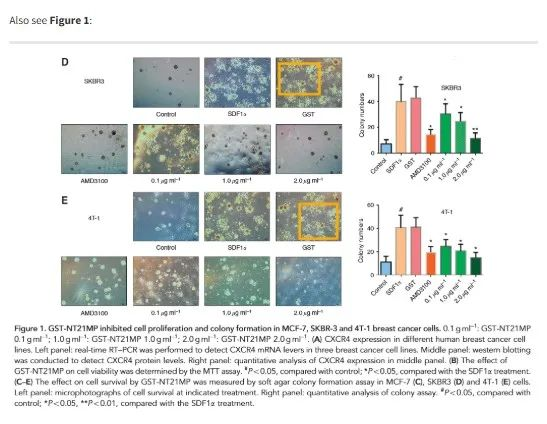 Also see Figure 1:
D
SKBR3
Control
SDF1α
GST
AMD3100
0.1 μg ml⁻¹
1.0 μg ml⁻¹
2.0 μg ml⁻¹
SKBR3
Colony numbers
60
40
20
0
#
*
*
*
**
Control
SDF1α
GST
AMD3100
0.1 μg ml⁻¹
1.0 μg ml⁻¹
2.0 μg ml⁻¹
E
4T-1
Control
SDF1α
GST
AMD3100
0.1 μg ml⁻¹
1.0 μg ml⁻¹
2.0 μg ml⁻¹
4T-1
Colony numbers
60
40
20
0
#
*
*
*
*
Control
SDF1α
GST
AMD3100
0.1 μg ml⁻¹
1.0 μg ml⁻¹
2.0 μg ml⁻¹
Figure 1. GST-NT21MP inhibited cell proliferation and colony formation in MCF-7, SKBR-3 and 4T-1 breast cancer cells. 0.1 g ml⁻¹: GST-NT21MP
0.1 g ml⁻¹; 1.0 g ml⁻¹: GST-NT21MP 1.0 g ml⁻¹; 2.0 g ml⁻¹: GST-NT21MP 2.0 g ml⁻¹. (A) CXCR4 expression in different human breast cancer cell
lines. Left panel: real-time RT–PCR was performed to detect CXCR4 mRNA levers in three breast cancer cell lines. Middle panel: western blotting
was conducted to detect CXCR4 protein levels. Right panel: quantitative analysis of CXCR4 expression in middle panel. (B) The effect of
GST-NT21MP on cell viability was determined by the MTT assay. #P<0.05, compared with control; *P<0.05, compared with the SDF1α treatment.
(C–E) The effect on cell survival by GST-NT21MP was measured by soft agar colony formation assay in MCF-7 (C), SKBR3 (D) and 4T-1 (E) cells.
Left panel: microphotographs of cell survival at indicated treatment. Right panel: quantitative analysis of colony assay. #P<0.05, compared with
control; *P<0.05, **P<0.01, compared with the SDF1α treatment.